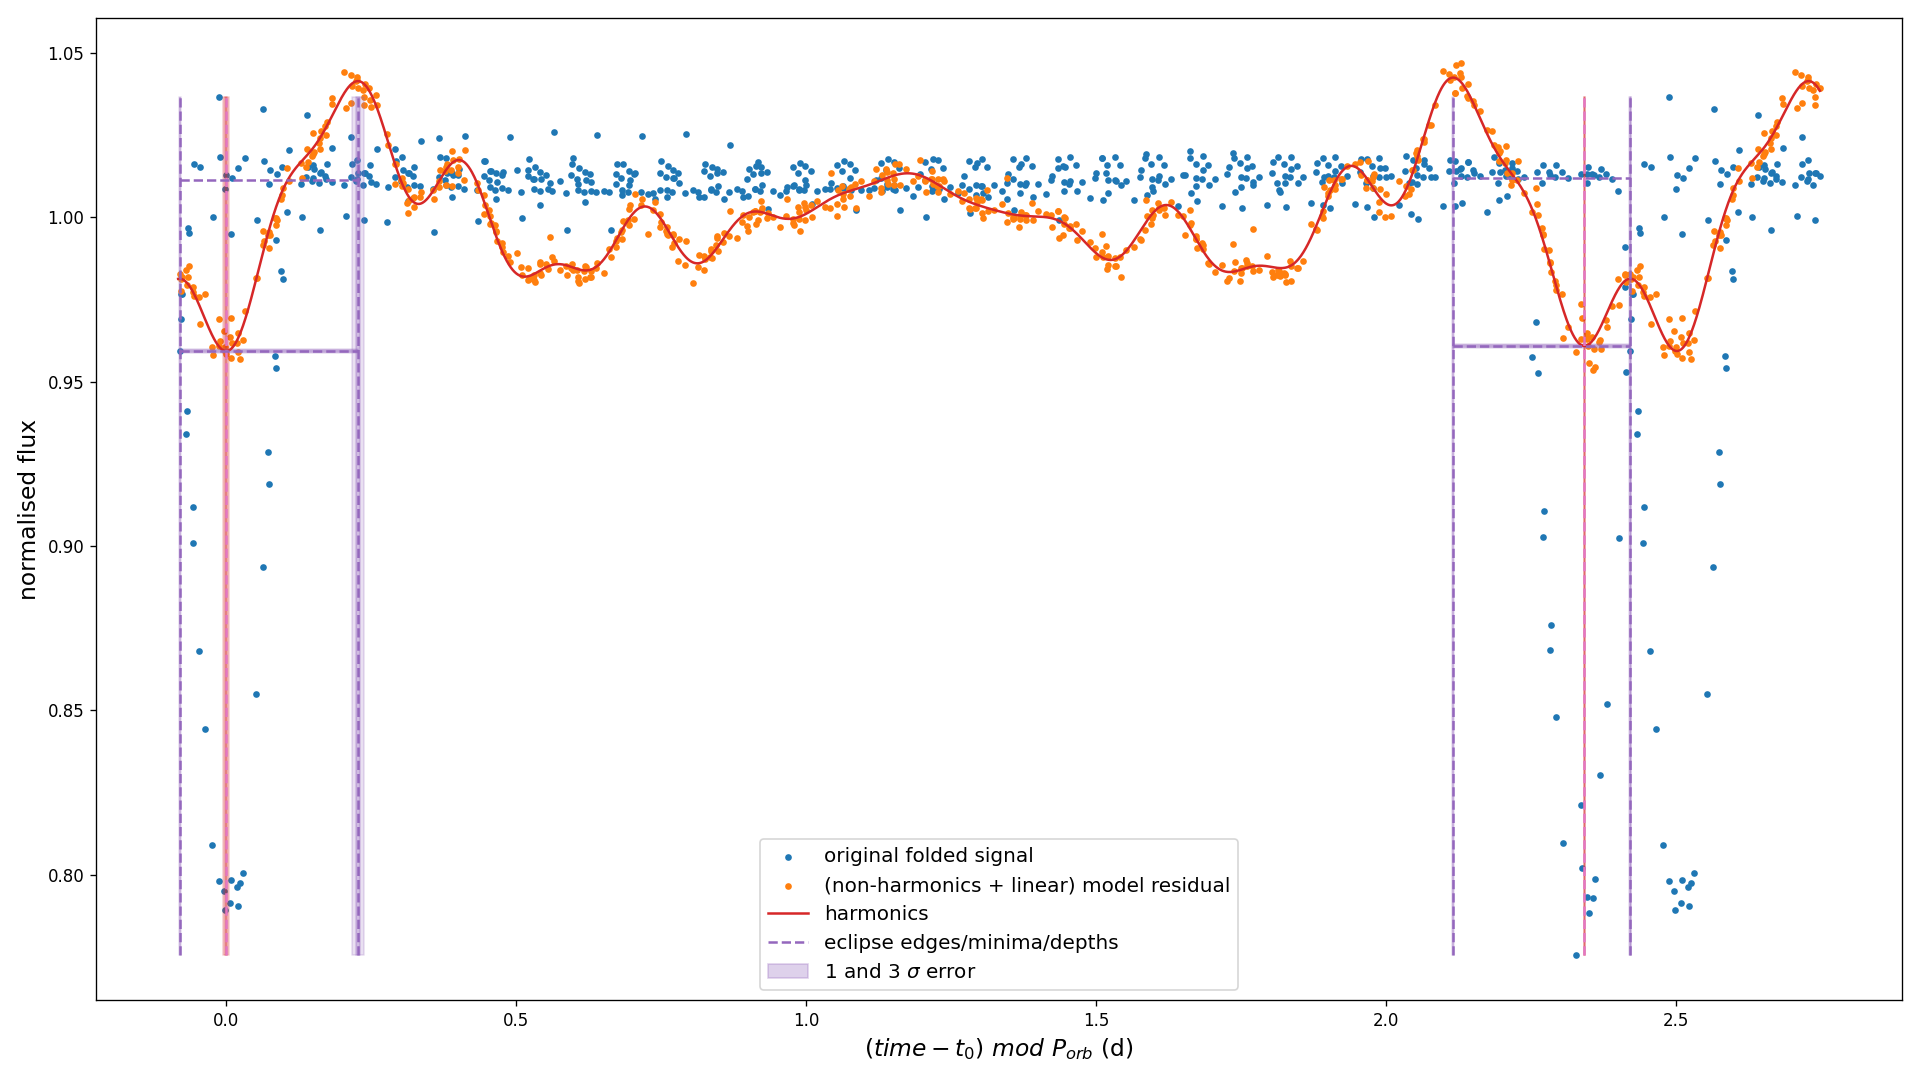 1.05
1.00
0.95
0.90
0.85
0.80
normalised flux
original folded signal
(non-harmonics + linear) model residual
harmonics
eclipse edges/minima/depths
1 and 3 σ error
0.0 0.5 1.0 1.5 2.0 2.5
(time − t₀) mod P_orb (d)